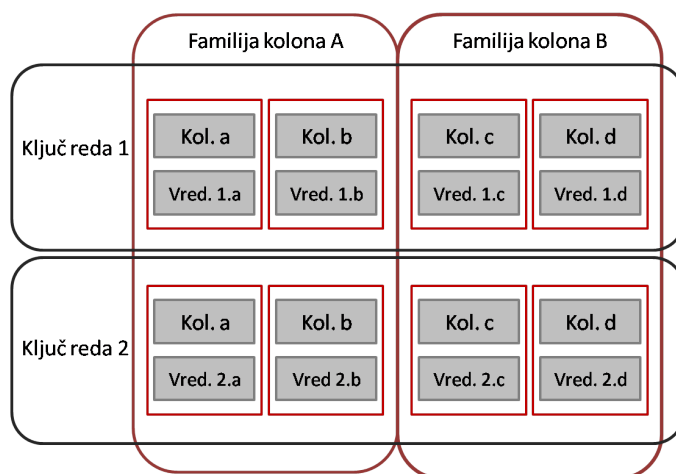 Familija kolona A
Familija kolona B
Ključ reda 1
Kol. a
Kol. b
Kol. c
Kol. d
Vred. 1.a
Vred. 1.b
Vred. 1.c
Vred. 1.d
Ključ reda 2
Kol. a
Kol. b
Kol. c
Kol. d
Vred. 2.a
Vred 2.b
Vred. 2.c
Vred. 2.d